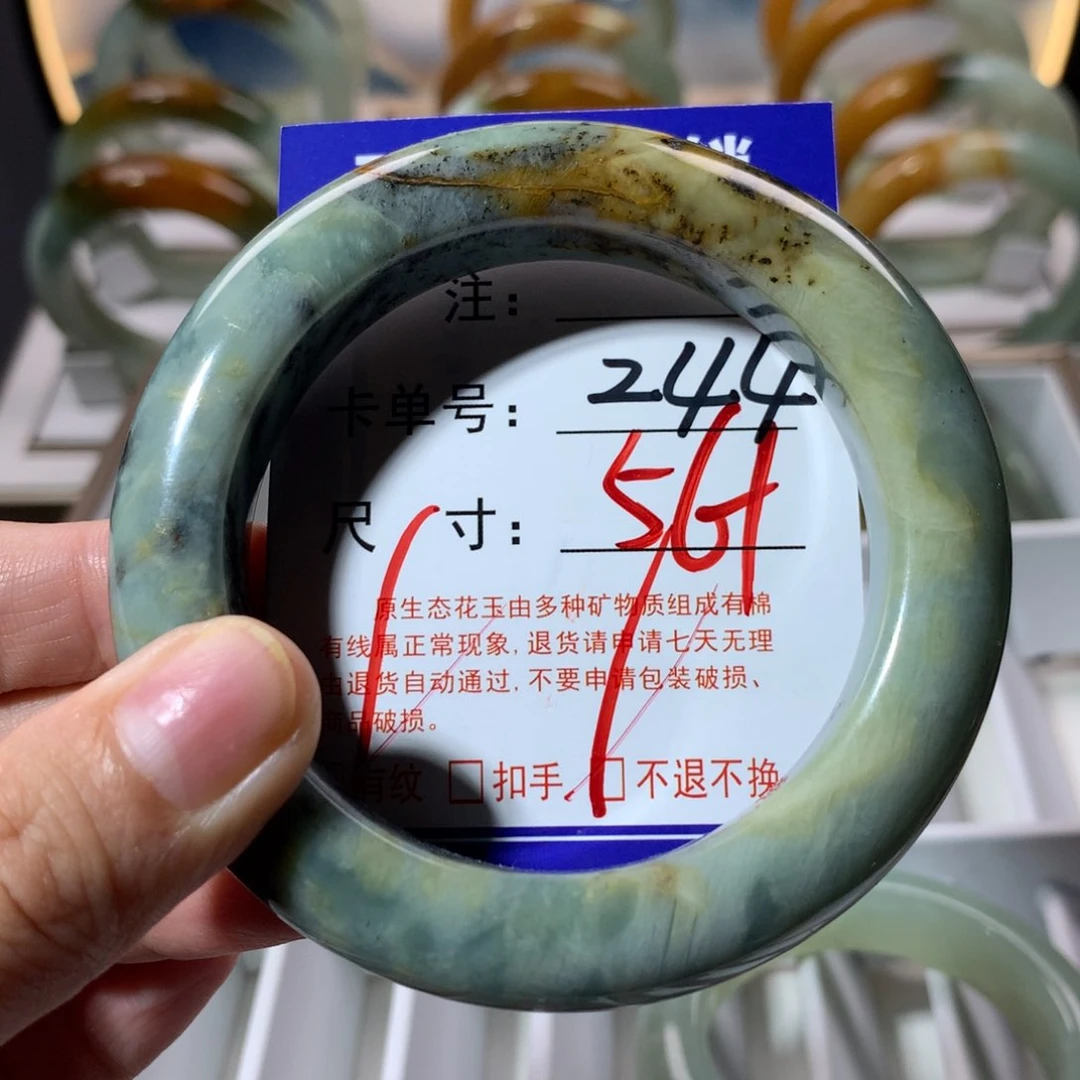 注：
卡单号：244
尺 寸：56+
原生态花玉由多种矿物质组成有棉
有线属正常现象，退货请申请七天无理
由退货自动通过，不要申请包装破损、
商品破损。
有纹 □扣手 □不退不换